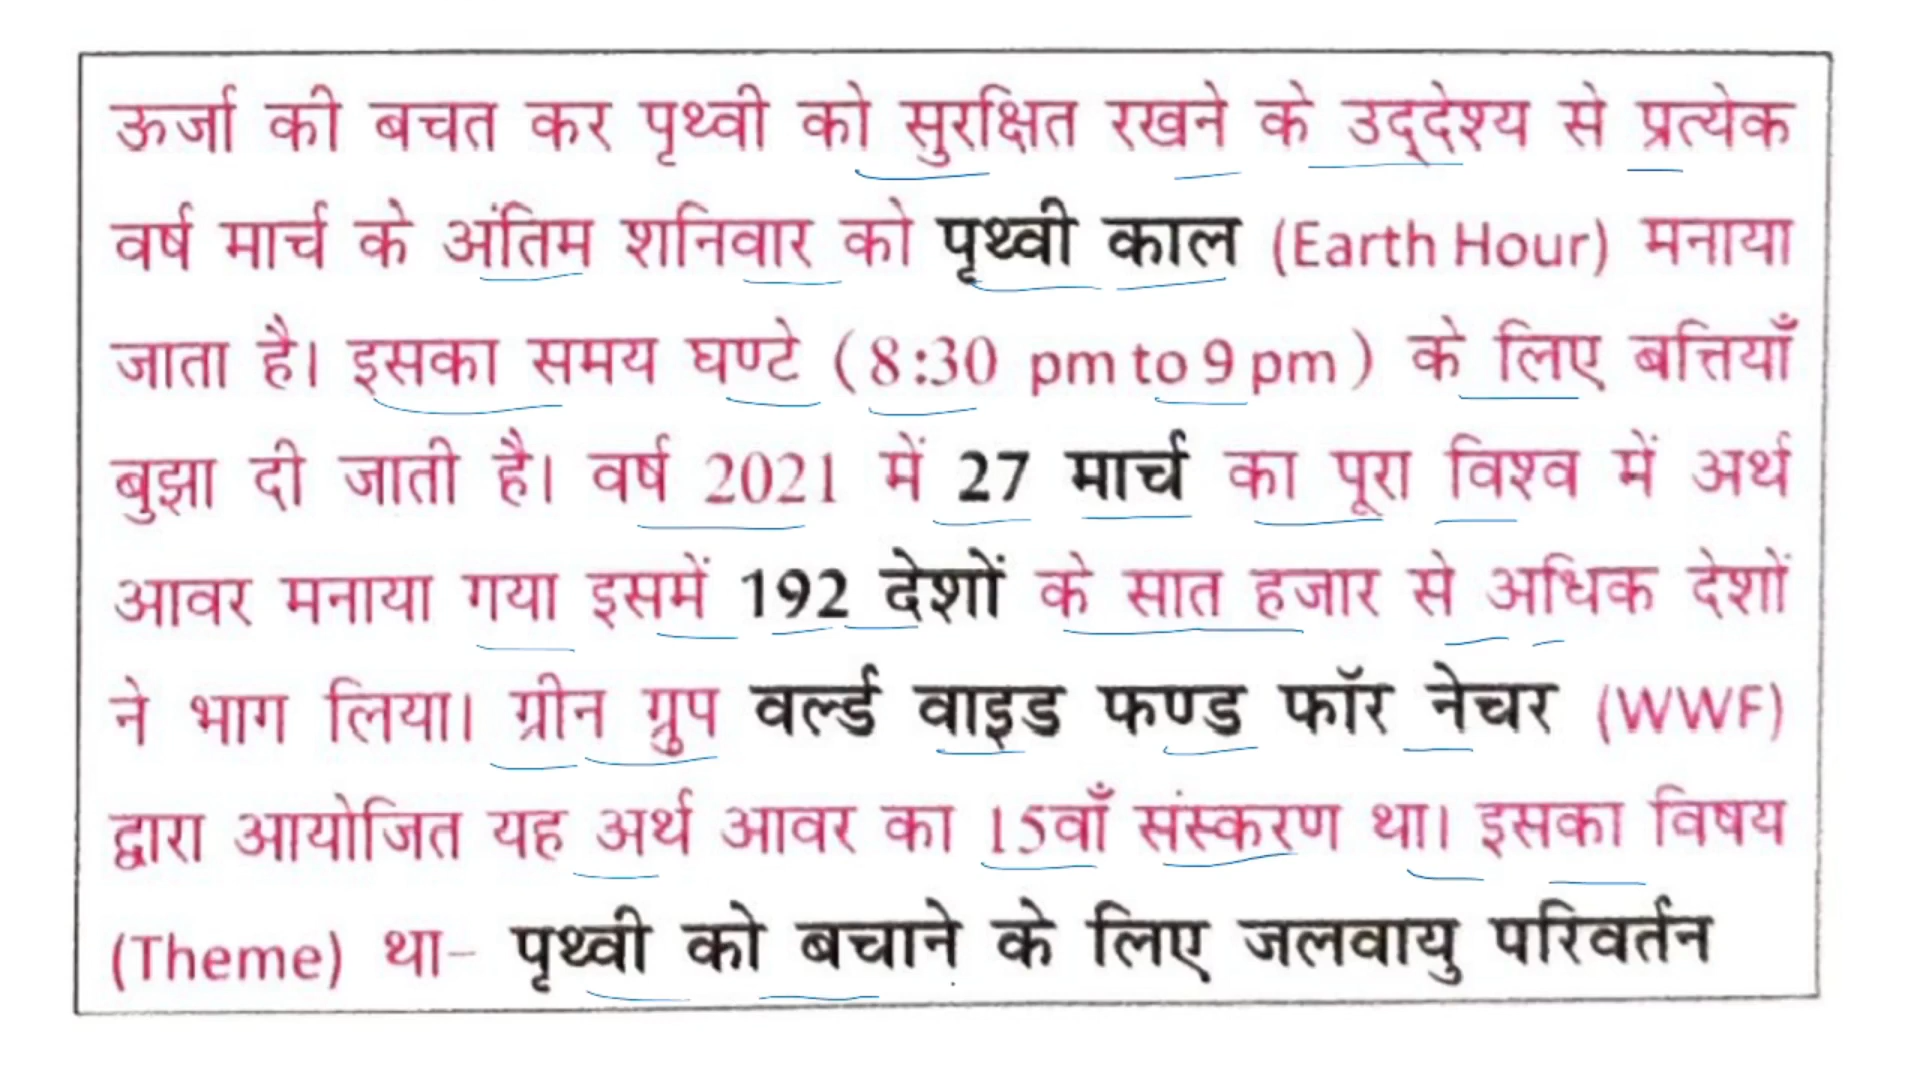 ऊर्जा की बचत कर पृथ्वी को सुरक्षित रखने के उद्देश्य से प्रत्येक
वर्ष मार्च के अंतिम शनिवार को पृथ्वी काल (Earth Hour) मनाया
जाता है। इसका समय घण्टे (8:30 pm to 9 pm) के लिए बत्तियाँ
बुझा दी जाती है। वर्ष 2021 में 27 मार्च का पूरा विश्व में अर्थ
आवर मनाया गया इसमें 192 देशों के सात हजार से अधिक देशों
ने भाग लिया। ग्रीन ग्रुप वर्ल्ड वाइड फण्ड फॉर नेचर (WWF)
द्वारा आयोजित यह अर्थ आवर का 15वाँ संस्करण था। इसका विषय
(Theme) था- पृथ्वी को बचाने के लिए जलवायु परिवर्तन